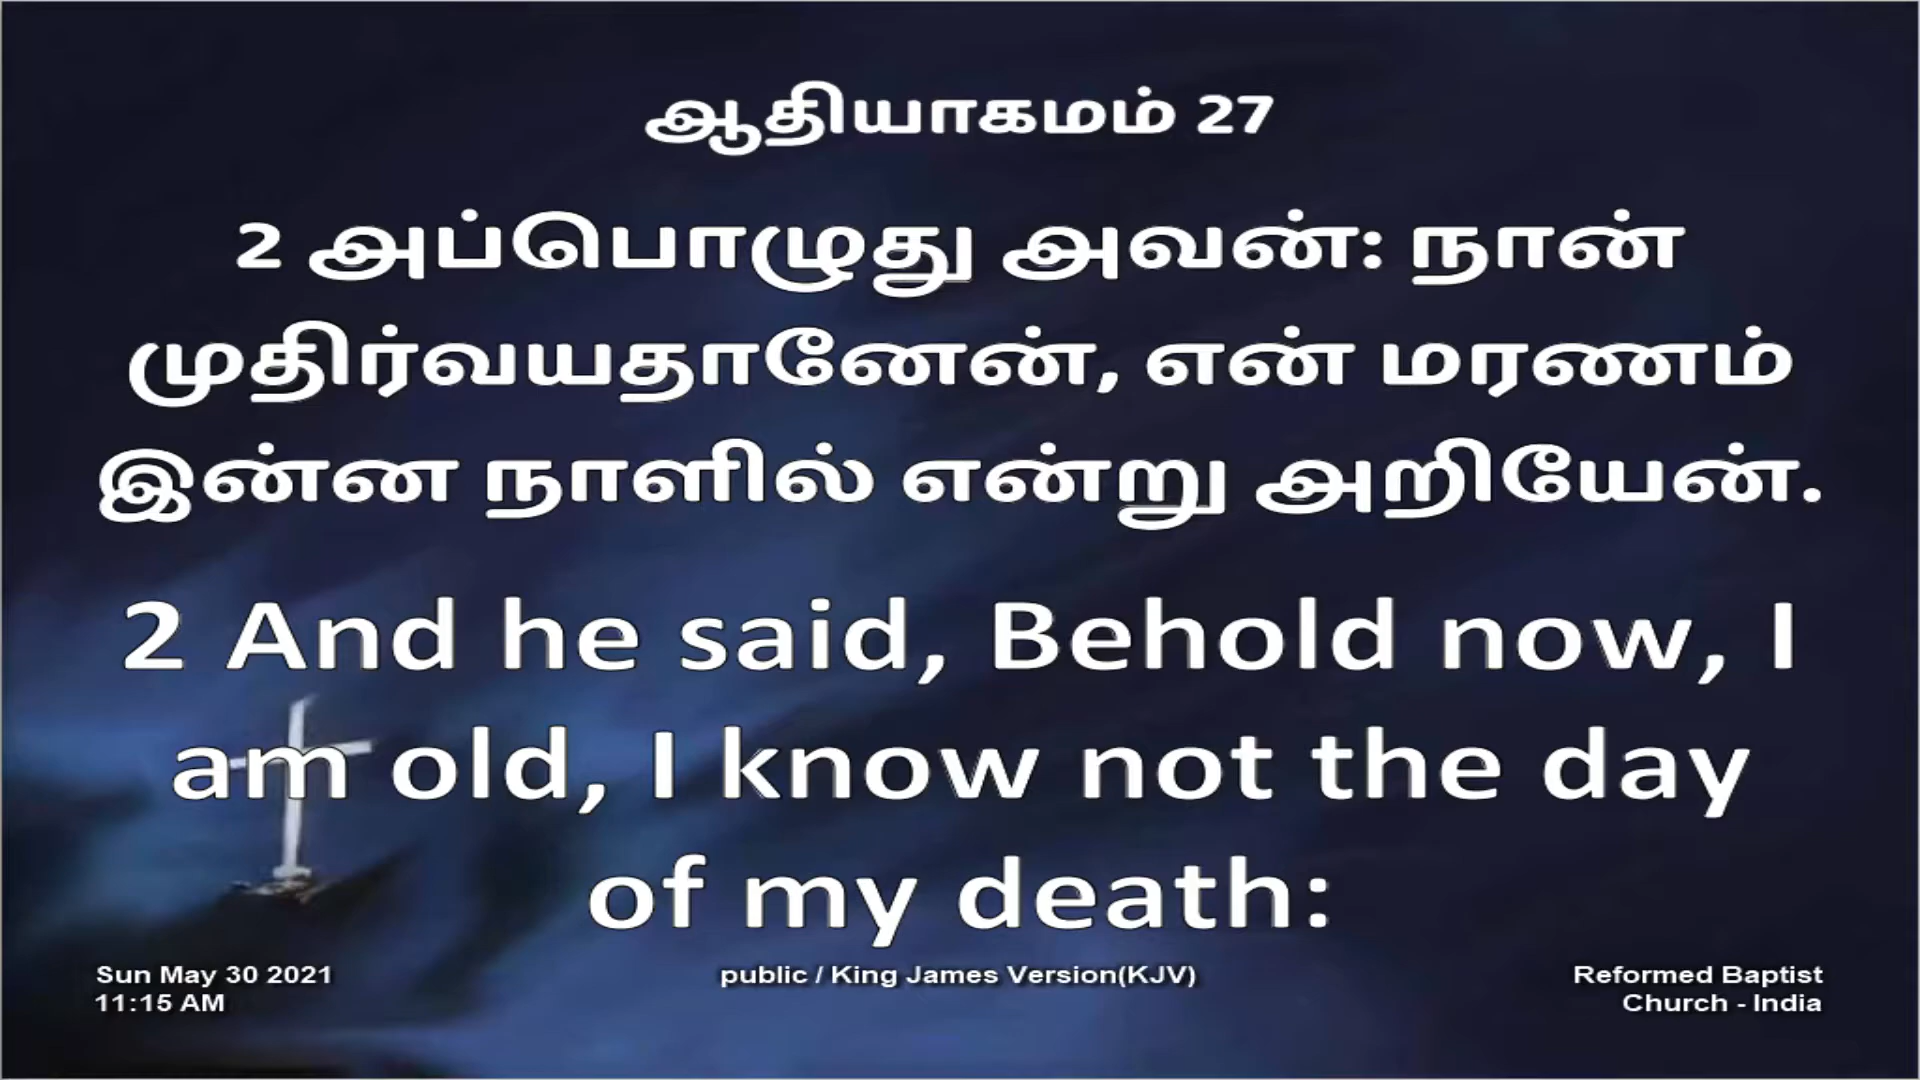 ஆதியாகமம் 27
2 அப்பொழுது அவன்: நான்
முதிர்வயதானேன், என் மரணம்
இன்ன நாளில் என்று அறியேன்.
2 And he said, Behold now, I
am old, I know not the day
of my death:
Sun May 30 2021
11:15 AM
public / King James Version(KJV)
Reformed Baptist
Church - India